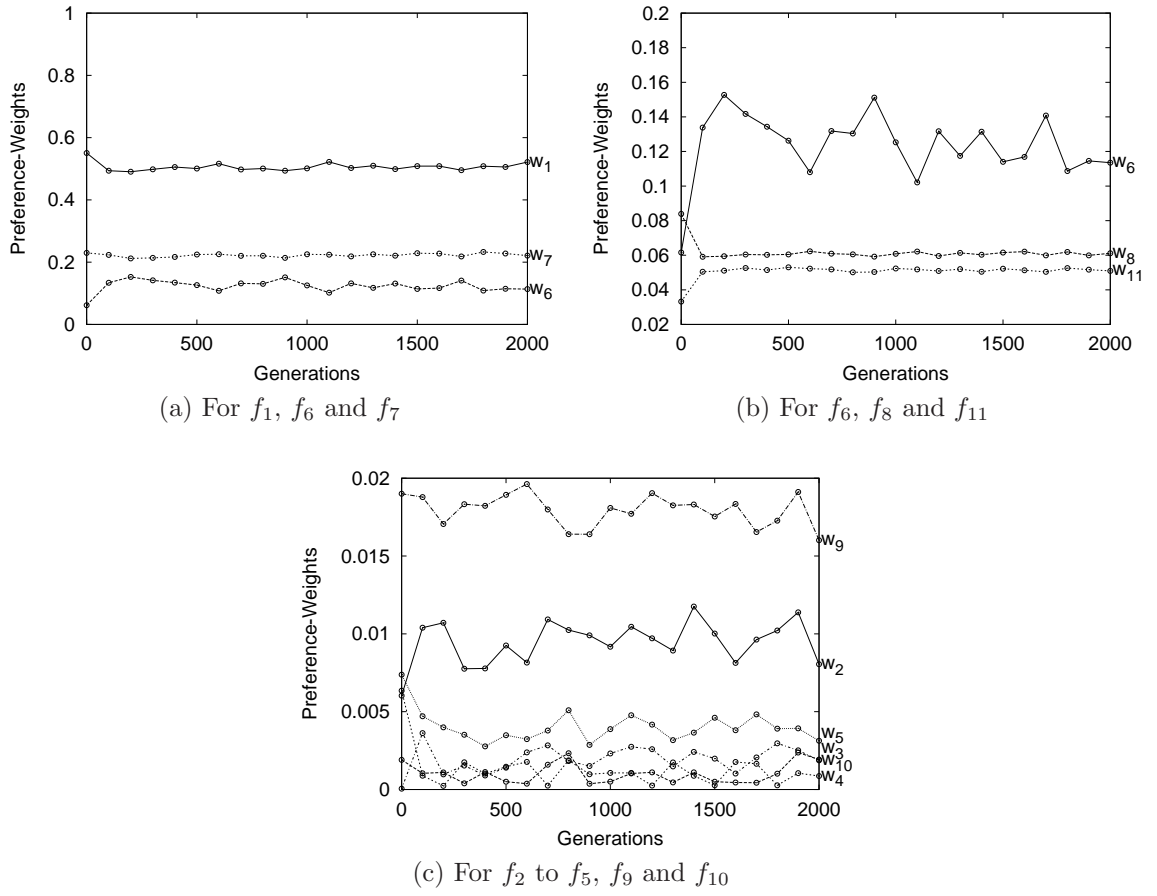 1
0.8
0.6
0.4
0.2
0
Preference-Weights
w1
w7
w6
0 500 1000 1500 2000
Generations
(a) For f1, f6 and f7
0.2
0.18
0.16
0.14
0.12
0.1
0.08
0.06
0.04
0.02
Preference-Weights
w6
w8
w11
0 500 1000 1500 2000
Generations
(b) For f6, f8 and f11
0.02
0.015
0.01
0.005
0
Preference-Weights
w9
w2
w5
w3
w10
w4
0 500 1000 1500 2000
Generations
(c) For f2 to f5, f9 and f10